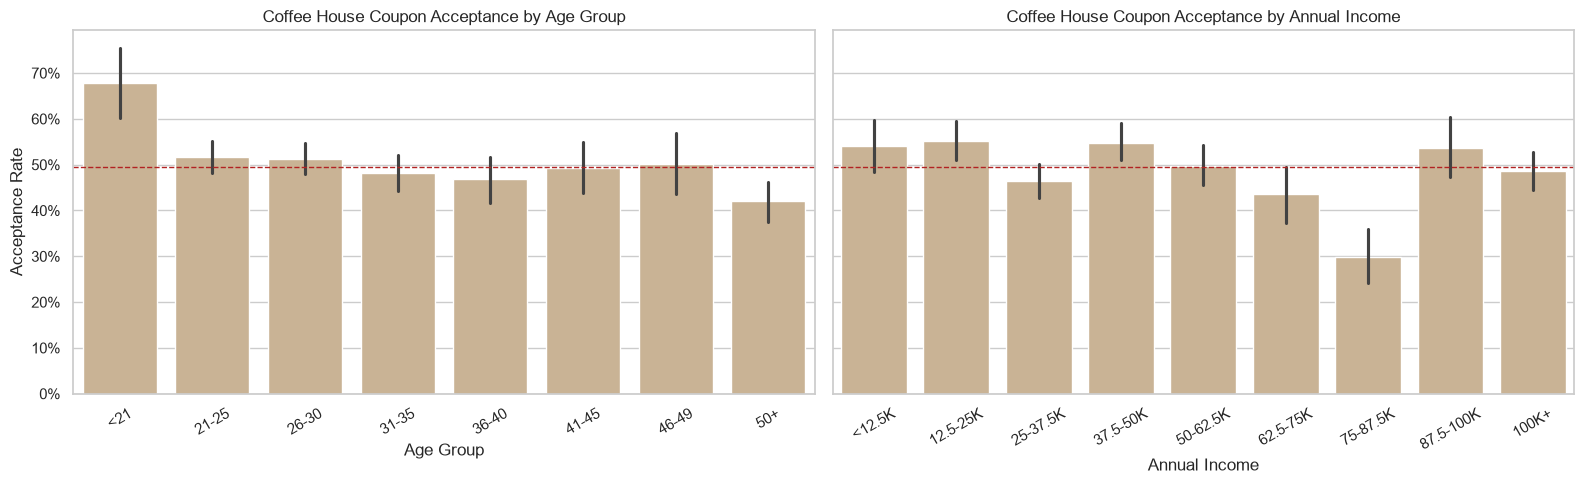 Coffee House Coupon Acceptance by Age Group
Acceptance Rate
70%
60%
50%
40%
30%
20%
10%
0%
<21
21-25
26-30
31-35
36-40
41-45
46-49
50+
Age Group
Coffee House Coupon Acceptance by Annual Income
<12.5K
12.5-25K
25-37.5K
37.5-50K
50-62.5K
62.5-75K
75-87.5K
87.5-100K
100K+
Annual Income